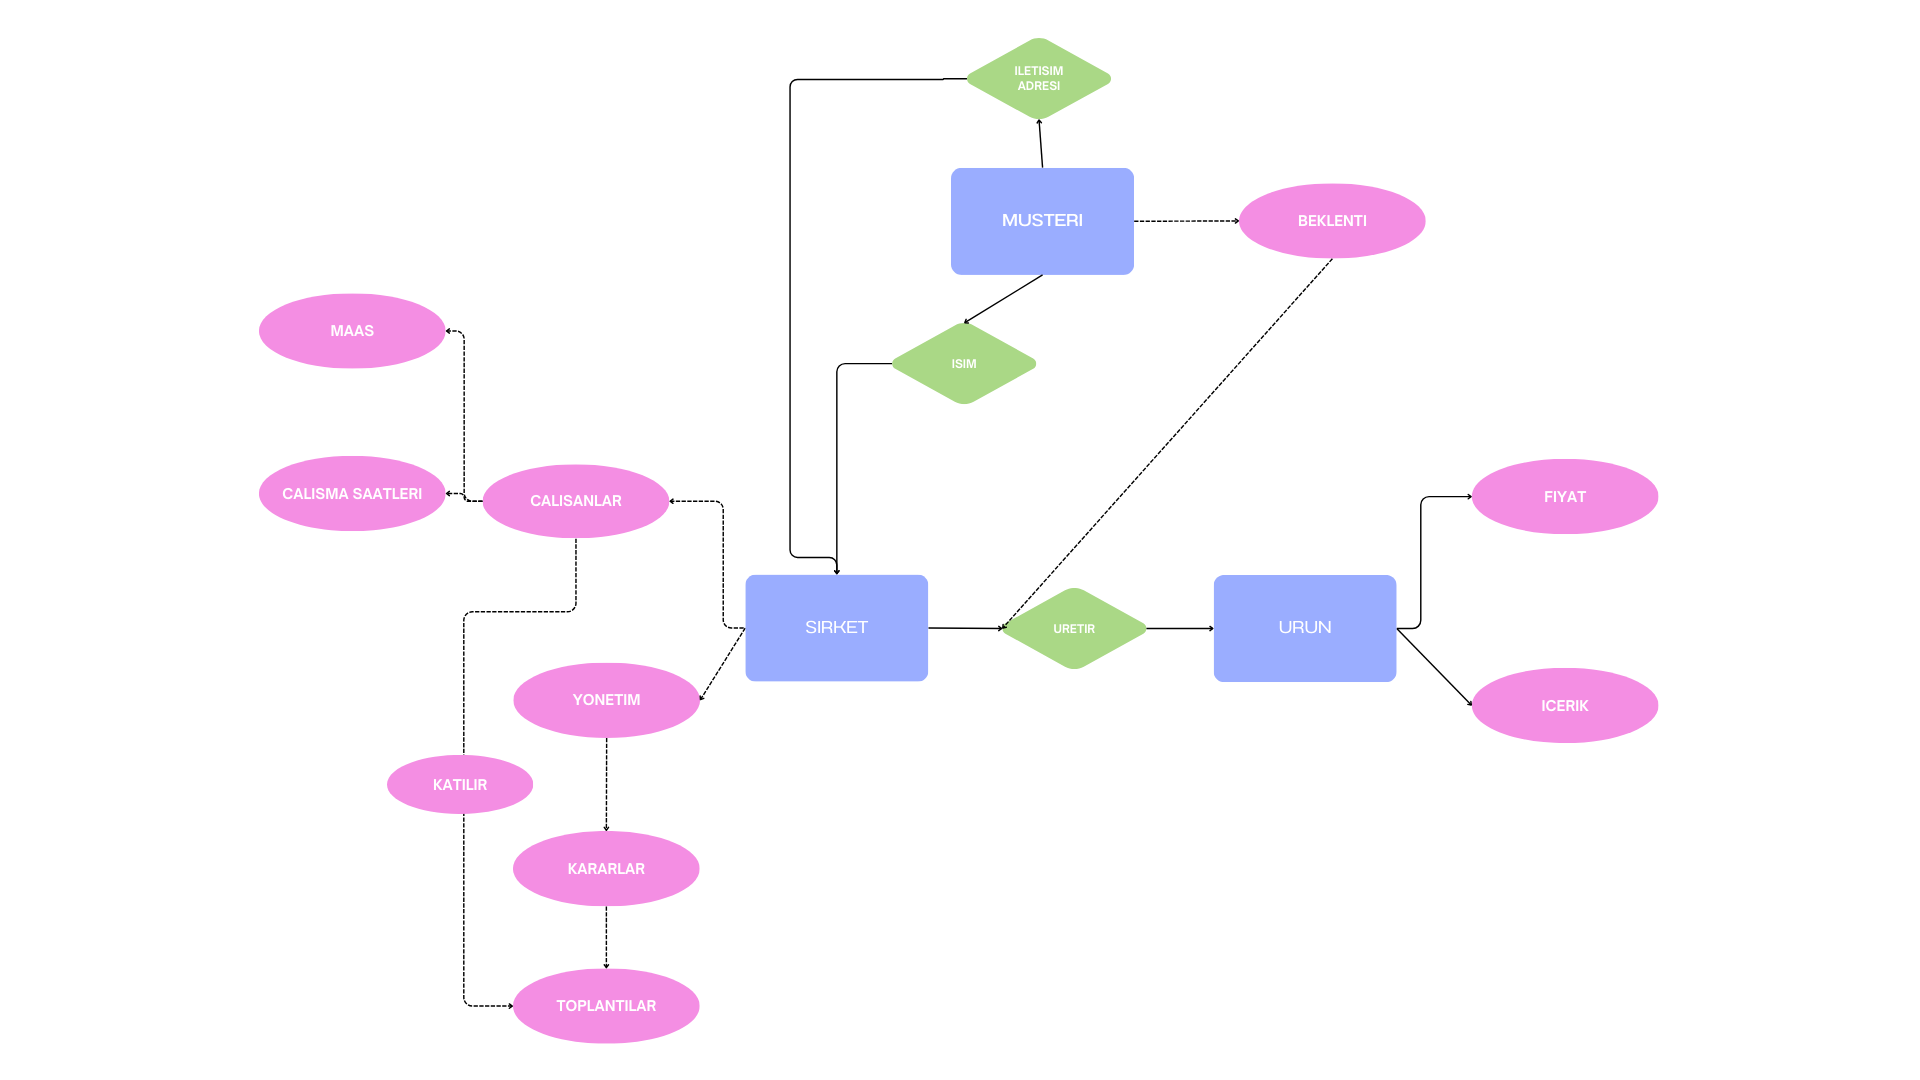 ILETISIM
ADRESI
MUSTERI
BEKLENTI
MAAS
ISIM
CALISMA SAATLERI
CALISANLAR
FIYAT
SIRKET
URETIR
URUN
YONETIM
ICERIK
KATILIR
KARARLAR
TOPLANTILAR